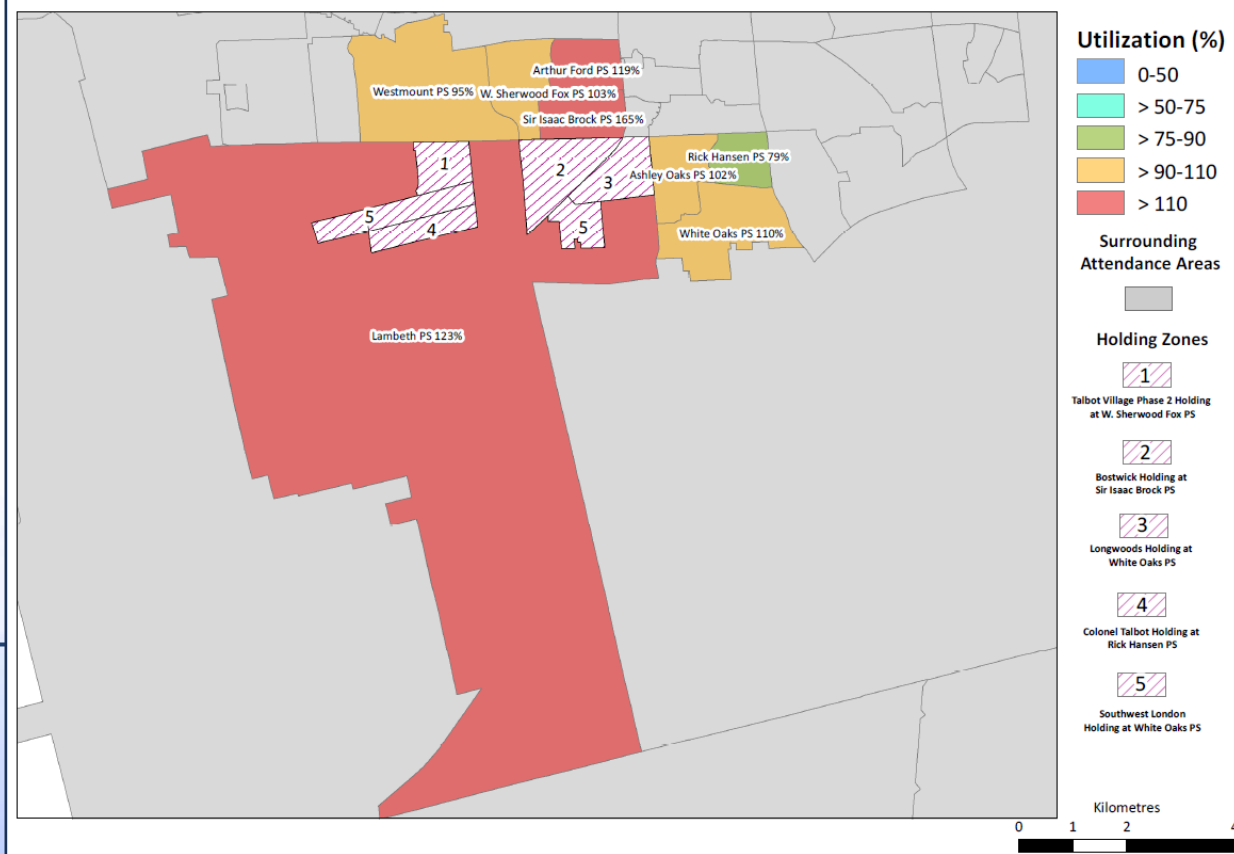 Arthur Ford PS 119%
Westmount PS 95%
W. Sherwood Fox PS 103%
Sir Isaac Brock PS 165%
1
2
3
Rick Hansen PS 79%
Ashley Oaks PS 102%
5
4
5
White Oaks PS 110%
Lambeth PS 123%
Utilization (%)
0-50
> 50-75
> 75-90
> 90-110
> 110
Surrounding
Attendance Areas
Holding Zones
1
Talbot Village Phase 2 Holding
at W. Sherwood Fox PS
2
Bostwick Holding at
Sir Isaac Brock PS
3
Longwoods Holding at
White Oaks PS
4
Colonel Talbot Holding at
Rick Hansen PS
5
Southwest London
Holding at White Oaks PS
Kilometres
0 1 2 4